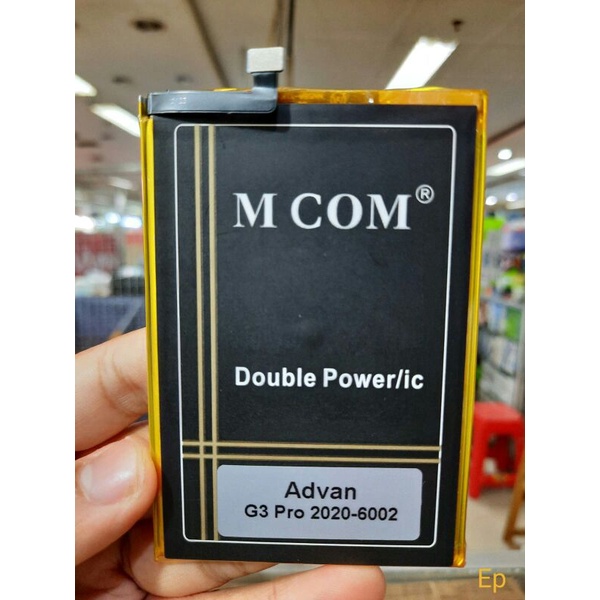 M COM®
Double Power/ic
Advan
G3 Pro 2020-6002
Ep